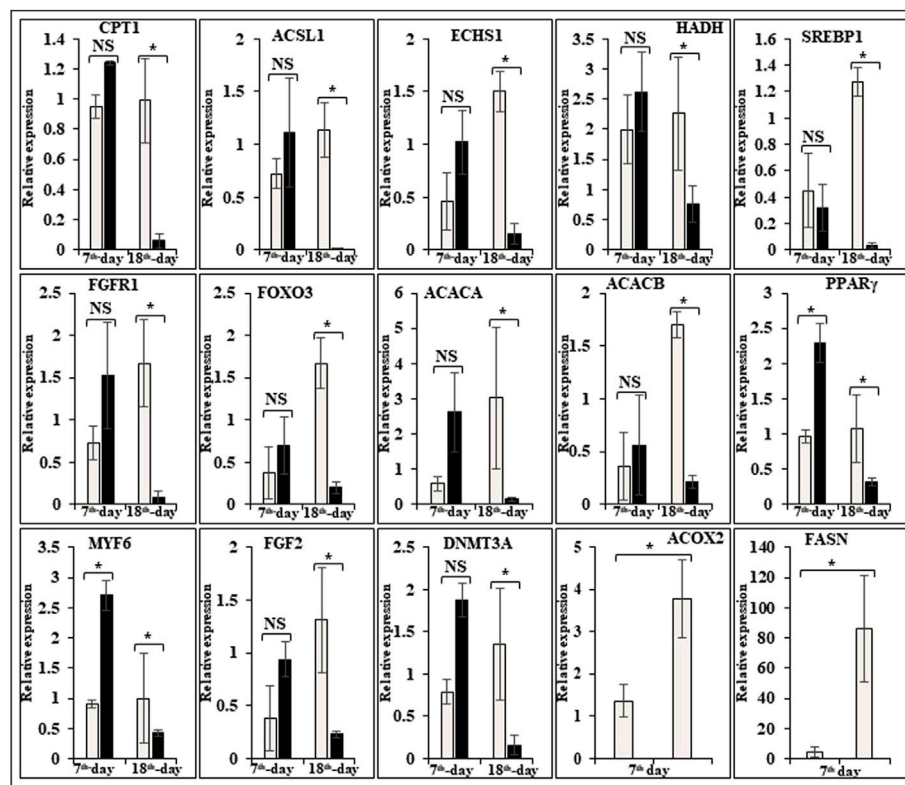 CPT1
Relative expression
1.4
1.2
1
0.8
0.6
0.4
0.2
0
NS
*
7th-day 18th-day
ACSL1
Relative expression
2
1.5
1
0.5
0
NS
*
7th-day 18th-day
ECHS1
Relative expression
2
1.5
1
0.5
0
NS
*
7th-day 18th-day
HADH
Relative expression
4
3.5
3
2.5
2
1.5
1
0.5
0
NS
*
7th-day 18th-day
SREBP1
Relative expression
1.6
1.4
1.2
1
0.8
0.6
0.4
0.2
0
NS
*
7th-day 18th-day
FGFR1
Relative expression
2.5
2
1.5
1
0.5
0
NS
*
7th-day 18th-day
FOXO3
Relative expression
2.5
2
1.5
1
0.5
0
NS
*
7th-day 18th-day
ACACA
Relative expression
6
5
4
3
2
1
0
NS
*
7th-day 18th-day
ACACB
Relative expression
2
1.5
1
0.5
0
NS
*
7th-day 18th-day
PPARγ
Relative expression
3
2.5
2
1.5
1
0.5
0
*
*
7th-day 18th-day
MYF6
Relative expression
3.5
3
2.5
2
1.5
1
0.5
0
*
*
7th-day 18th-day
FGF2
Relative expression
2
1.5
1
0.5
0
NS
*
7th-day 18th-day
DNMT3A
Relative expression
2.5
2
1.5
1
0.5
0
NS
*
7th-day 18th-day
ACOX2
Relative expression
5
4
3
2
1
0
*
7th day
FASN
Relative expression
140
120
100
80
60
40
20
0
*
7th day